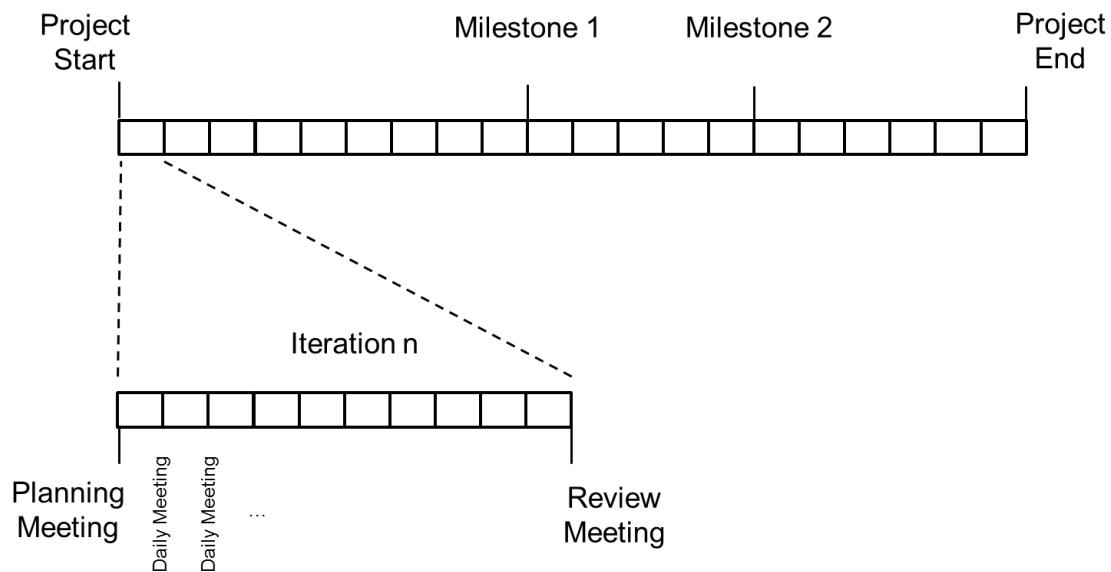 Project
Start
Milestone 1
Milestone 2
Project
End
Iteration n
Planning
Meeting
Daily Meeting
Daily Meeting
...
Review
Meeting